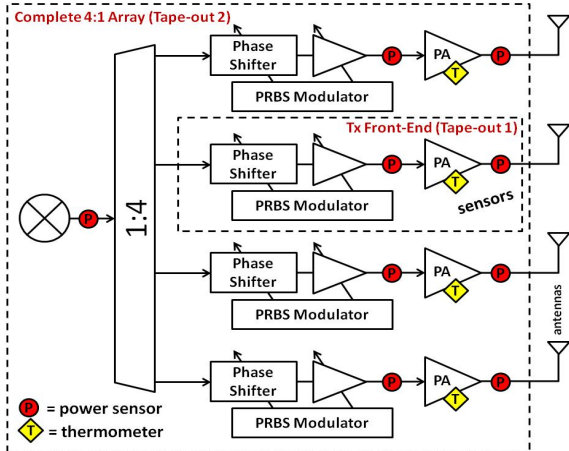 Complete 4:1 Array (Tape-out 2)
Phase
Shifter
P
PA
T
P
PRBS Modulator
Tx Front-End (Tape-out 1)
Phase
Shifter
P
PA
T
P
PRBS Modulator
sensors
P
1:4
Phase
Shifter
P
PA
T
P
PRBS Modulator
antennas
Phase
Shifter
P
PA
T
P
PRBS Modulator
P = power sensor
T = thermometer